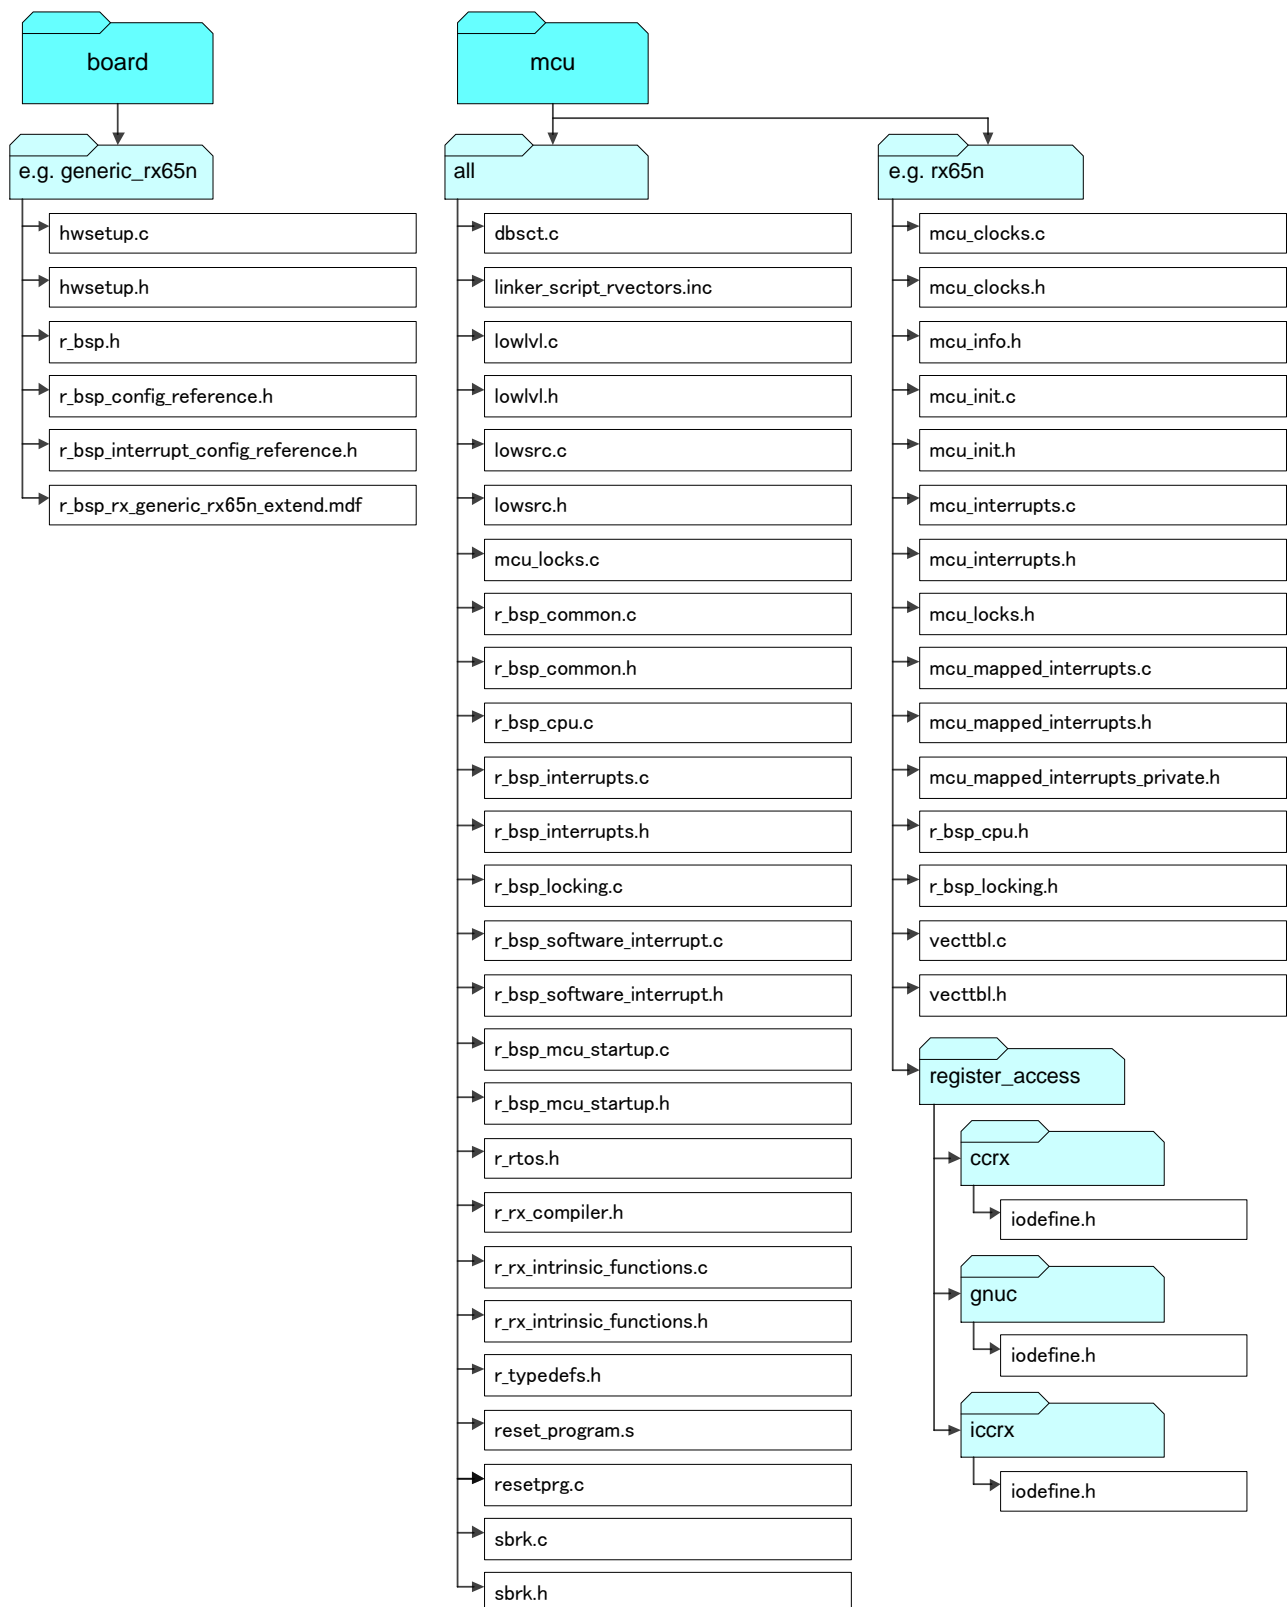 board
e.g. generic_rx65n
hwsetup.c
hwsetup.h
r_bsp.h
r_bsp_config_reference.h
r_bsp_interrupt_config_reference.h
r_bsp_rx_generic_rx65n_extend.mdf
mcu
all
dbsct.c
linker_script_rvectors.inc
lowlvl.c
lowlvl.h
lowsrc.c
lowsrc.h
mcu_locks.c
r_bsp_common.c
r_bsp_common.h
r_bsp_cpu.c
r_bsp_interrupts.c
r_bsp_interrupts.h
r_bsp_locking.c
r_bsp_software_interrupt.c
r_bsp_software_interrupt.h
r_bsp_mcu_startup.c
r_bsp_mcu_startup.h
r_rtos.h
r_rx_compiler.h
r_rx_intrinsic_functions.c
r_rx_intrinsic_functions.h
r_typedefs.h
reset_program.s
resetprg.c
sbrk.c
sbrk.h
e.g. rx65n
mcu_clocks.c
mcu_clocks.h
mcu_info.h
mcu_init.c
mcu_init.h
mcu_interrupts.c
mcu_interrupts.h
mcu_locks.h
mcu_mapped_interrupts.c
mcu_mapped_interrupts.h
mcu_mapped_interrupts_private.h
r_bsp_cpu.h
r_bsp_locking.h
vecttbl.c
vecttbl.h
register_access
ccrx
iodefine.h
gnuc
iodefine.h
iccrx
iodefine.h